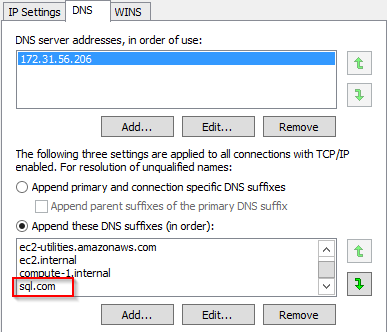 IP Settings DNS WINS
DNS server addresses, in order of use:
172.31.56.206
Add... Edit... Remove
The following three settings are applied to all connections with TCP/IP
enabled. For resolution of unqualified names:
Append primary and connection specific DNS suffixes
Append parent suffixes of the primary DNS suffix
Append these DNS suffixes (in order):
ec2-utilities.amazonaws.com
ec2.internal
compute-1.internal
sql.com
Add... Edit... Remove